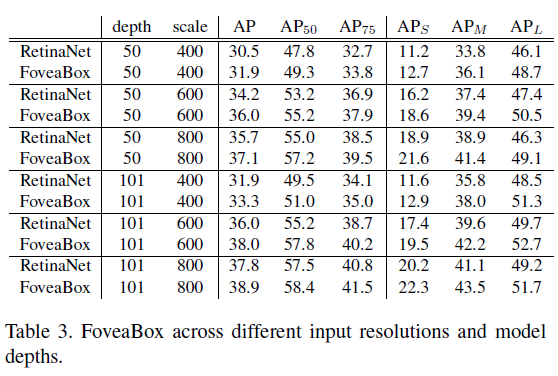 depth scale AP AP50 AP75 APS APM APL
RetinaNet 50 400 30.5 47.8 32.7 11.2 33.8 46.1
FoveaBox 50 400 31.9 49.3 33.8 12.7 36.1 48.7
RetinaNet 50 600 34.2 53.2 36.9 16.2 37.4 47.4
FoveaBox 50 600 36.0 55.2 37.9 18.6 39.4 50.5
RetinaNet 50 800 35.7 55.0 38.5 18.9 38.9 46.3
FoveaBox 50 800 37.1 57.2 39.5 21.6 41.4 49.1
RetinaNet 101 400 31.9 49.5 34.1 11.6 35.8 48.5
FoveaBox 101 400 33.3 51.0 35.0 12.9 38.0 51.3
RetinaNet 101 600 36.0 55.2 38.7 17.4 39.6 49.7
FoveaBox 101 600 38.0 57.8 40.2 19.5 42.2 52.7
RetinaNet 101 800 37.8 57.5 40.8 20.2 41.1 49.2
FoveaBox 101 800 38.9 58.4 41.5 22.3 43.5 51.7
Table 3. FoveaBox across different input resolutions and model
depths.